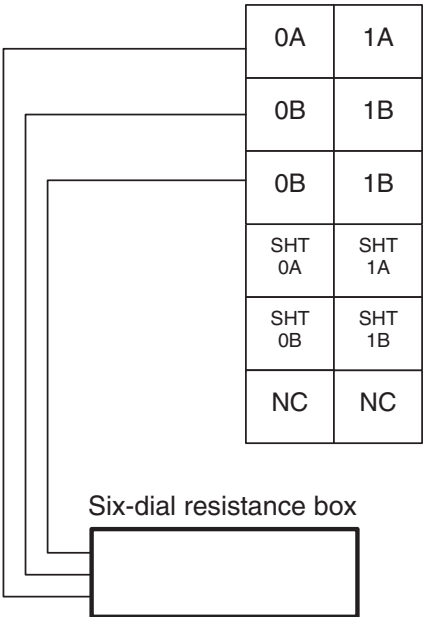 0A 1A
0B 1B
0B 1B
SHT SHT
0A 1A
SHT SHT
0B 1B
NC NC
Six-dial resistance box